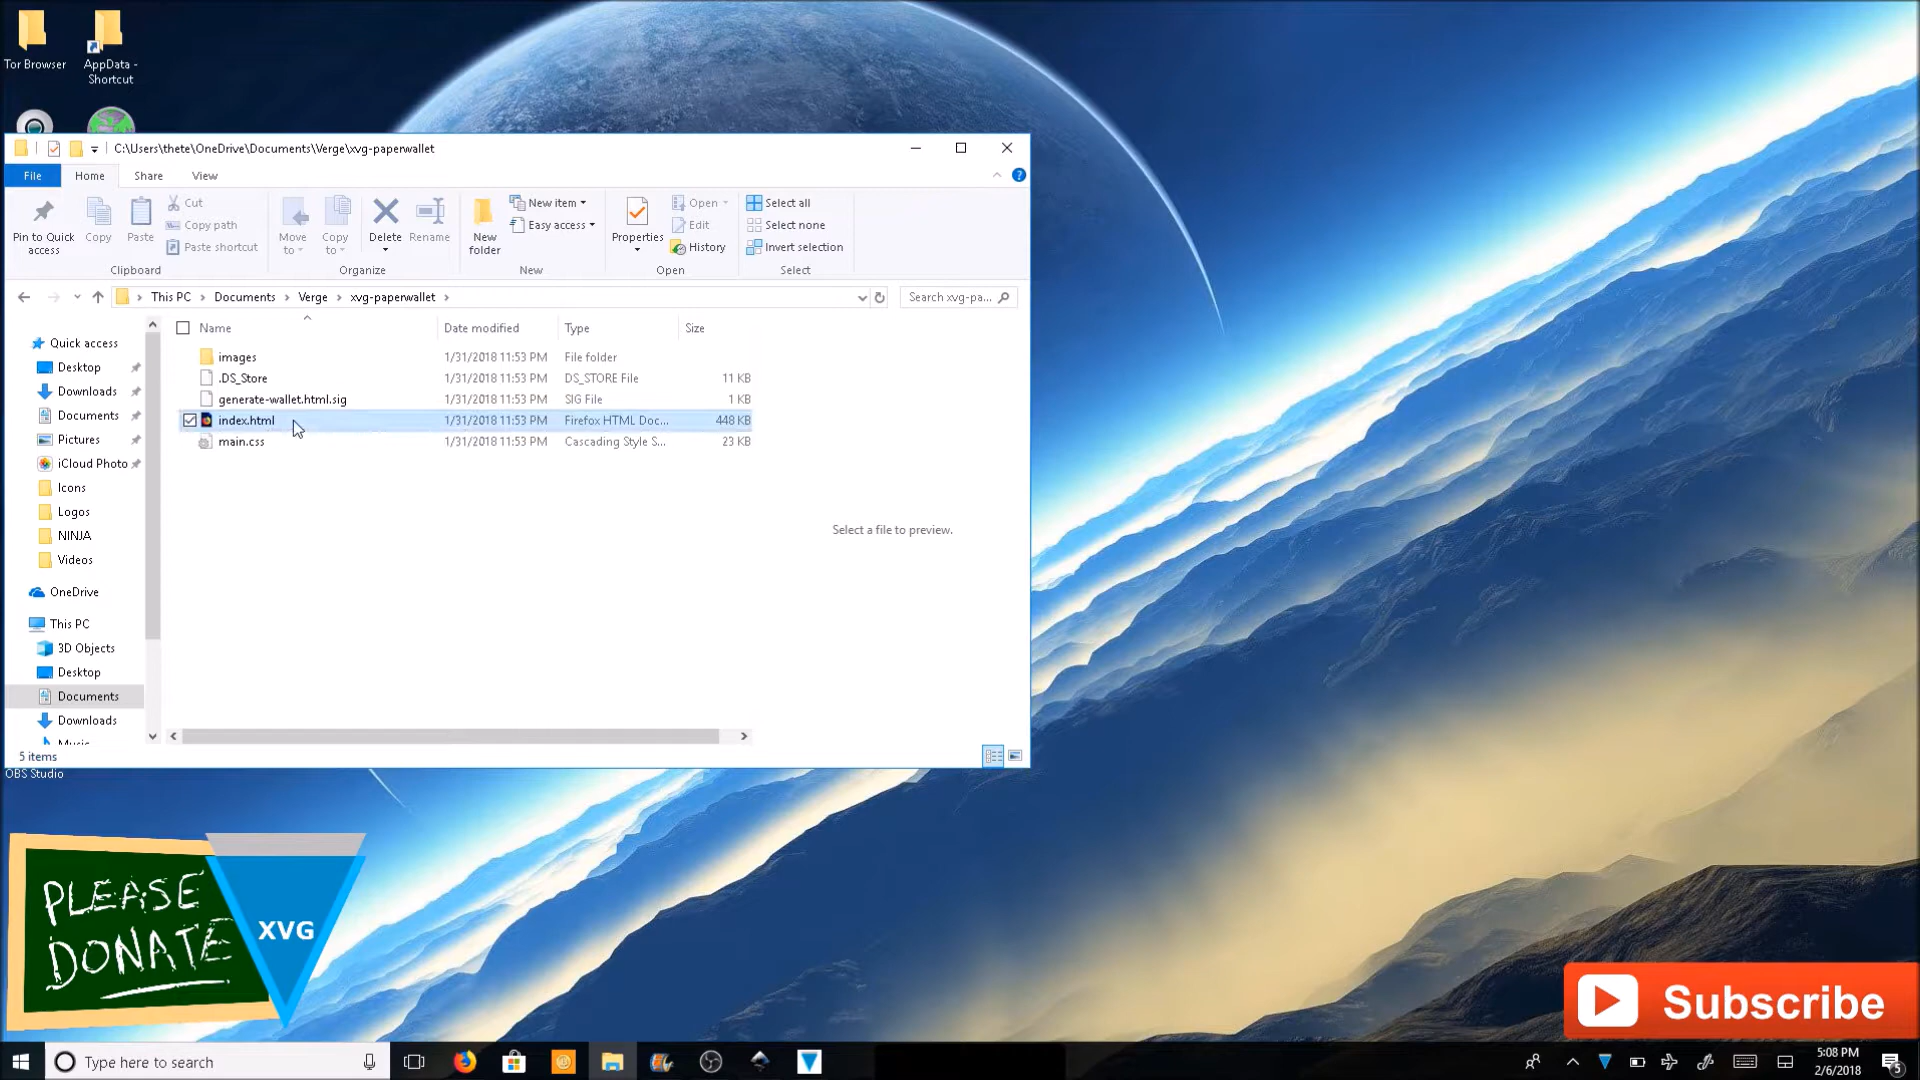 Tor Browser
AppData - Shortcut
C:\Users\thete\OneDrive\Documents\Verge\xvg-paperwallet
File Home Share View
Pin to Quick access
Copy
Paste
Cut
Copy path
Paste shortcut
Clipboard
Move to
Copy to
Delete
Rename
Organize
New folder
New item
Easy access
New
Properties
Open
Edit
History
Open
Select all
Select none
Invert selection
Select
This PC > Documents > Verge > xvg-paperwallet >
Search xvg-pa...
Name Date modified Type Size
images 1/31/2018 11:53 PM File folder
.DS_Store 1/31/2018 11:53 PM DS_STORE File 11 KB
generate-wallet.html.sig 1/31/2018 11:53 PM SIG File 1 KB
index.html 1/31/2018 11:53 PM Firefox HTML Doc... 448 KB
main.css 1/31/2018 11:53 PM Cascading Style S... 23 KB
Quick access
Desktop
Downloads
Documents
Pictures
iCloud Photo
Icons
Logos
NINJA
Videos
OneDrive
This PC
3D Objects
Desktop
Documents
Downloads
Select a file to preview.
5 items
OBS Studio
PLEASE
DONATE
XVG
Subscribe
Type here to search
5:08 PM
2/6/2018
5